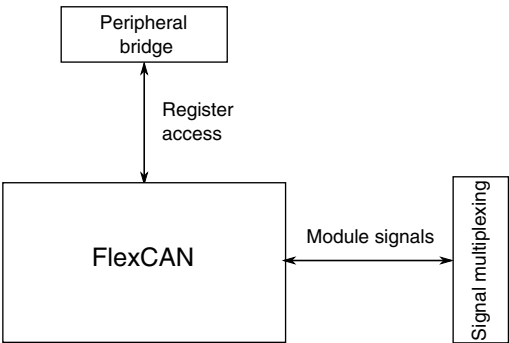 Peripheral
bridge
Register
access
FlexCAN
Module signals
Signal multiplexing